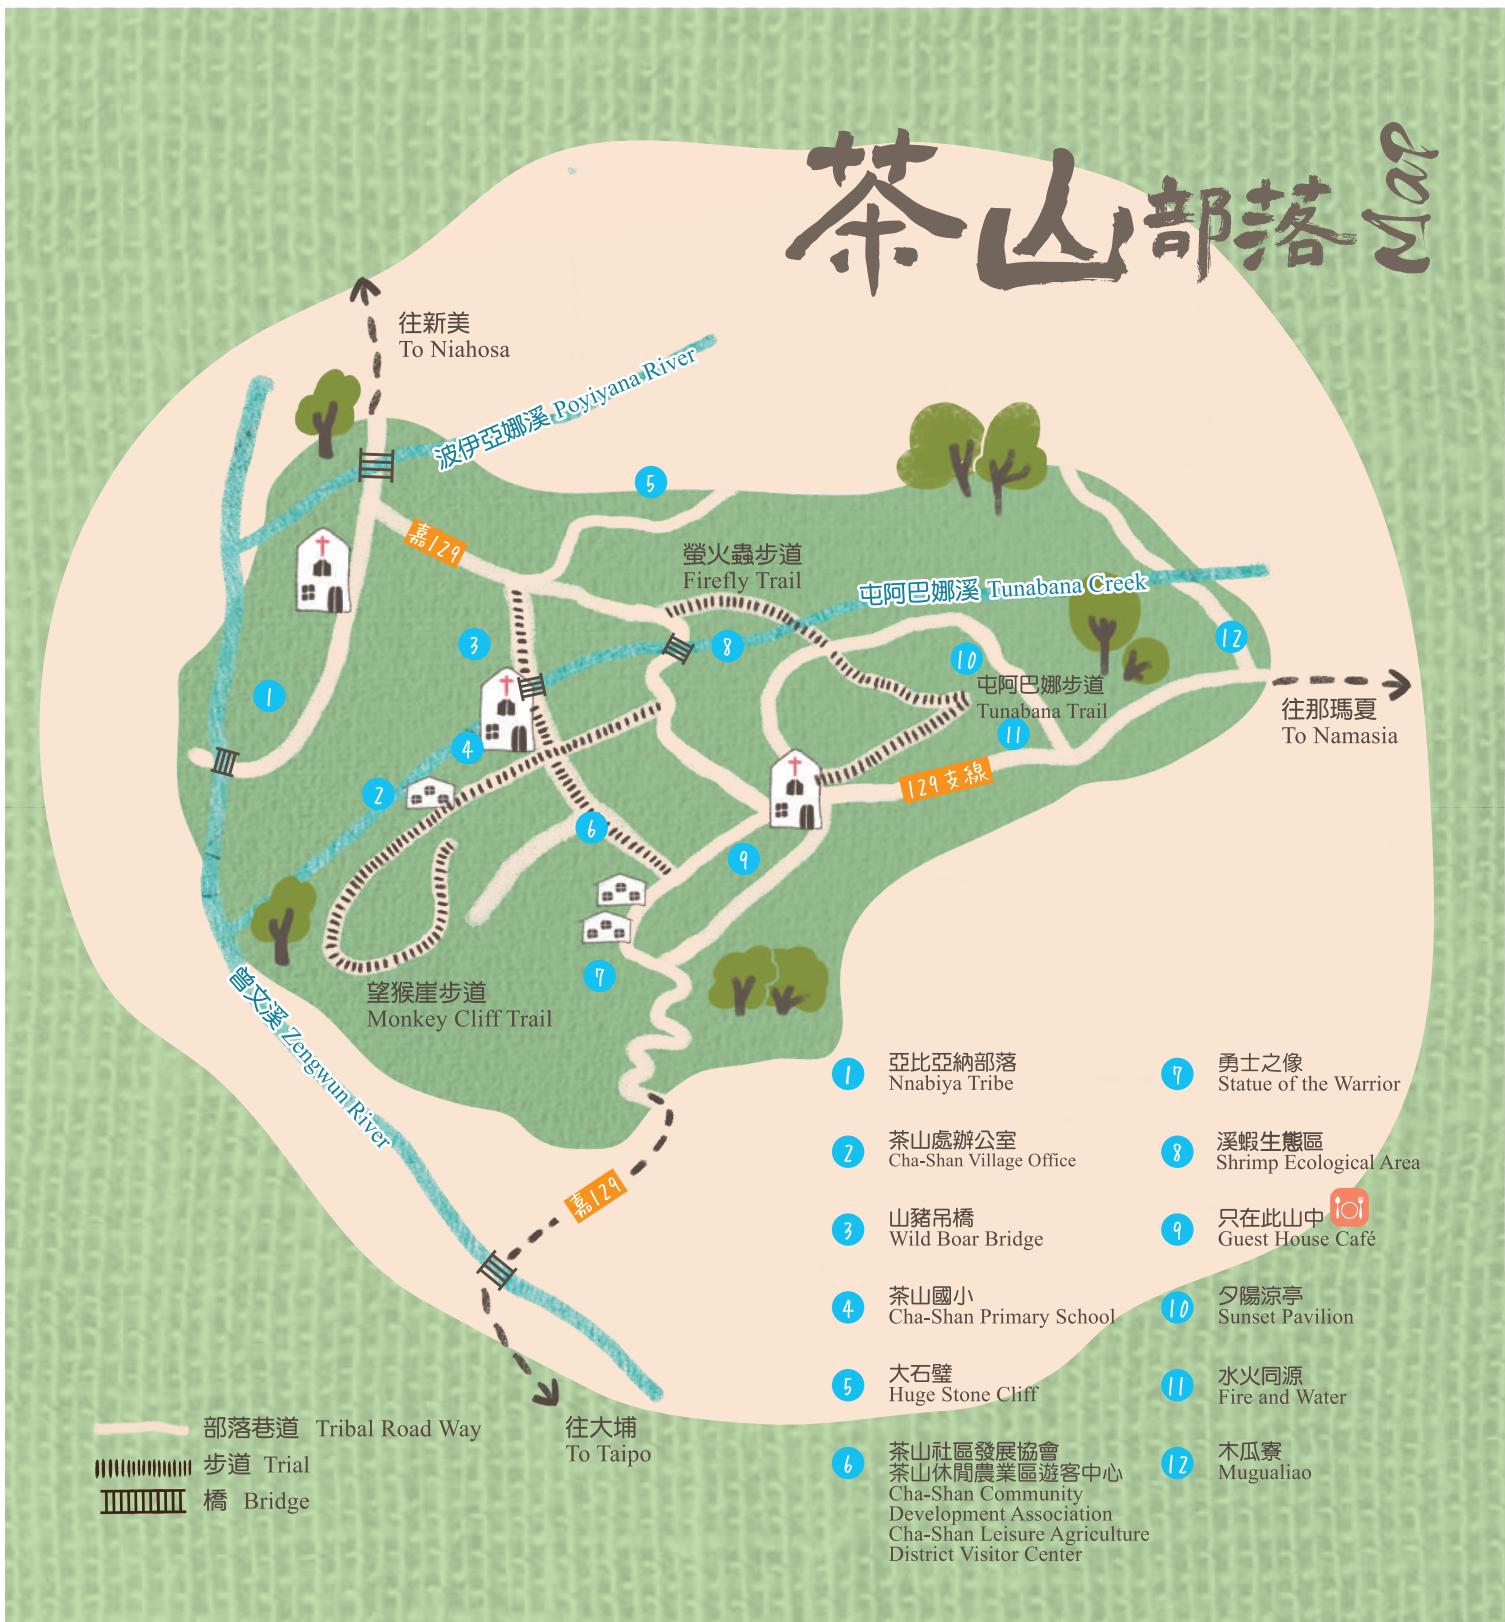 茶山部落 Map
往新美
To Niahosa
波伊亞娜溪 Poyiyana River
5
嘉129
螢火蟲步道
Firefly Trail
屯阿巴娜溪 Tunabana Creek
3
8
10
12
1
屯阿巴娜步道
Tunabana Trail
往那瑪夏
To Namasia
11
4
129支線
2
6
9
7
望猴崖步道
Monkey Cliff Trail
曾文溪 Zengwun River
嘉129
往大埔
To Taipo
1 亞比亞納部落
Nnabiya Tribe
2 茶山處辦公室
Cha-Shan Village Office
3 山豬吊橋
Wild Boar Bridge
4 茶山國小
Cha-Shan Primary School
5 大石壁
Huge Stone Cliff
6 茶山社區發展協會
茶山休閒農業區遊客中心
Cha-Shan Community
Development Association
Cha-Shan Leisure Agriculture
District Visitor Center
7 勇士之像
Statue of the Warrior
8 溪蝦生態區
Shrimp Ecological Area
9 只在此山中
Guest House Café
10 夕陽涼亭
Sunset Pavilion
11 水火同源
Fire and Water
12 木瓜寮
Mugualiao
部落巷道 Tribal Road Way
步道 Trial
橋 Bridge